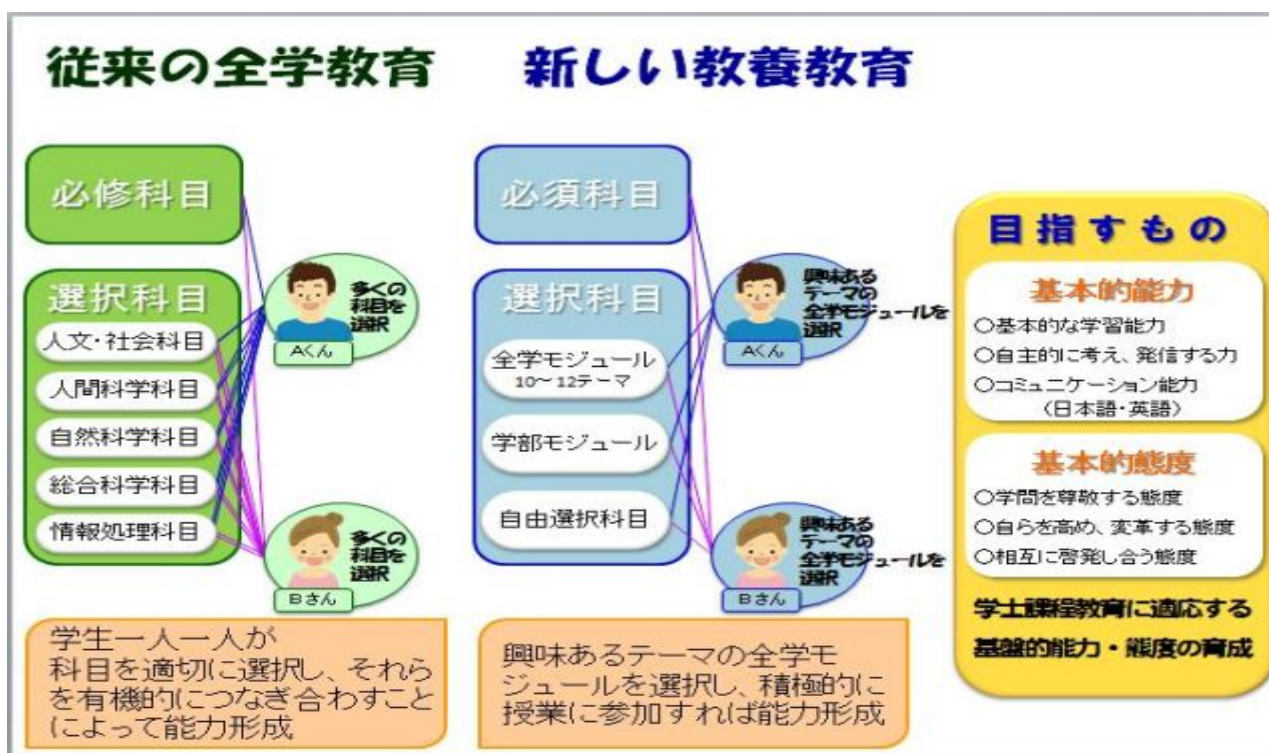 従来の全学教育
新しい教養教育
必修科目
選択科目
人文・社会科目
人間科学科目
自然科学科目
総合科学科目
情報処理科目
多くの
科目を
選択
Aくん
多くの
科目を
選択
Bさん
学生一人一人が
科目を適切に選択し、それら
を有機的につなぎ合わすこと
によって能力形成
必須科目
選択科目
全学モジュール
10～12テーマ
学部モジュール
自由選択科目
興味ある
テーマの
全学モジュールを
選択
Aくん
興味ある
テーマの
全学モジュールを
選択
Bさん
興味あるテーマの全学モ
ジュールを選択し、積極的に
授業に参加すれば能力形成
目指すもの
基本的能力
○基本的な学習能力
○自主的に考え、発信する力
○コミュニケーション能力
（日本語・英語）
基本的態度
○学問を尊敬する態度
○自らを高め、変革する態度
○相互に啓発し合う態度
学士課程教育に適応する
基盤的能力・態度の育成